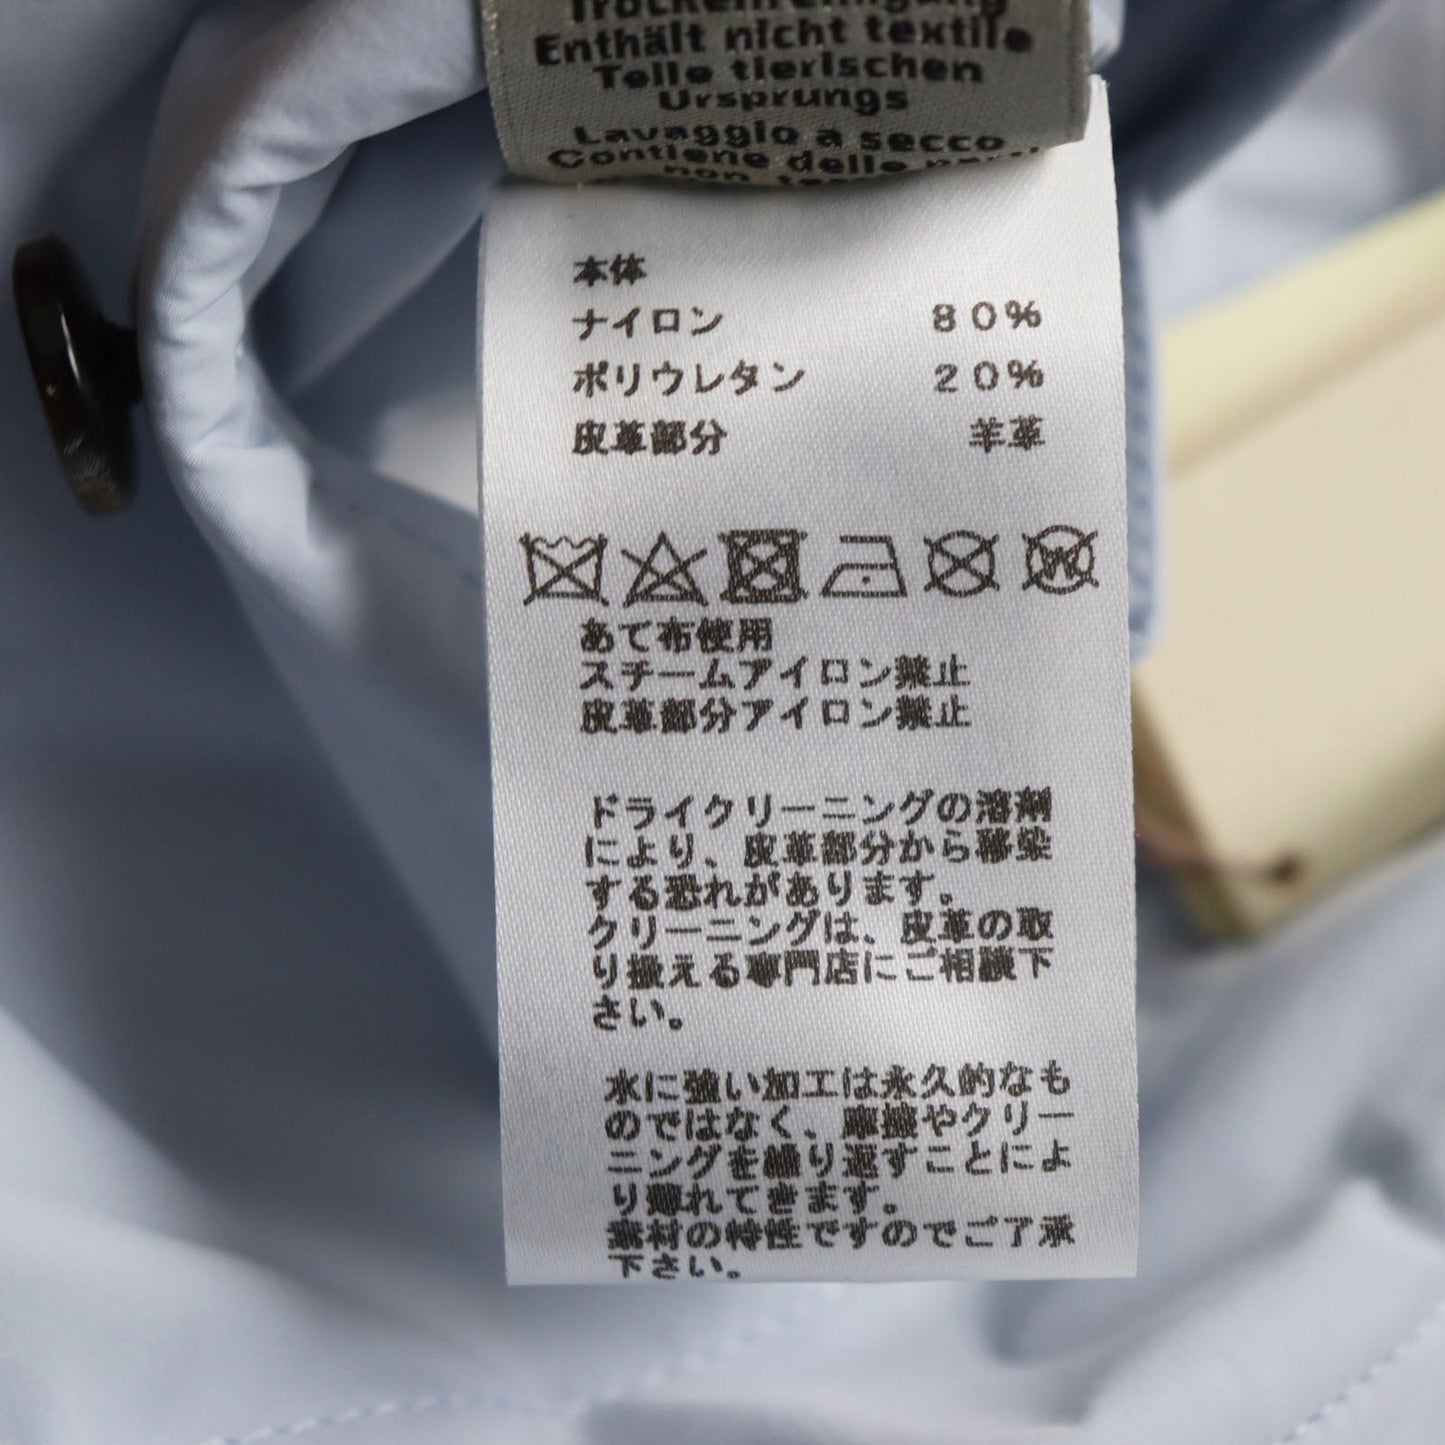 Trockenreinigung
Enthält nicht textile
Teile tierischen
Ursprungs
Lavaggio a secco
Contiene delle parti
non
本体
ナイロン 80%
ポリウレタン 20%
皮革部分 羊革
W
あて布使用
スチームアイロン禁止
皮革部分アイロン禁止
ドライクリーニングの溶剤
により、皮革部分から移染
する恐れがあります。
クリーニングは、皮革の取
り扱える専門店にご相談下
さい。
水に強い加工は永久的なも
のではなく、摩擦やクリー
ニングを繰り返すことによ
り薄れてきます。
素材の特性ですのでご了承
下さい。